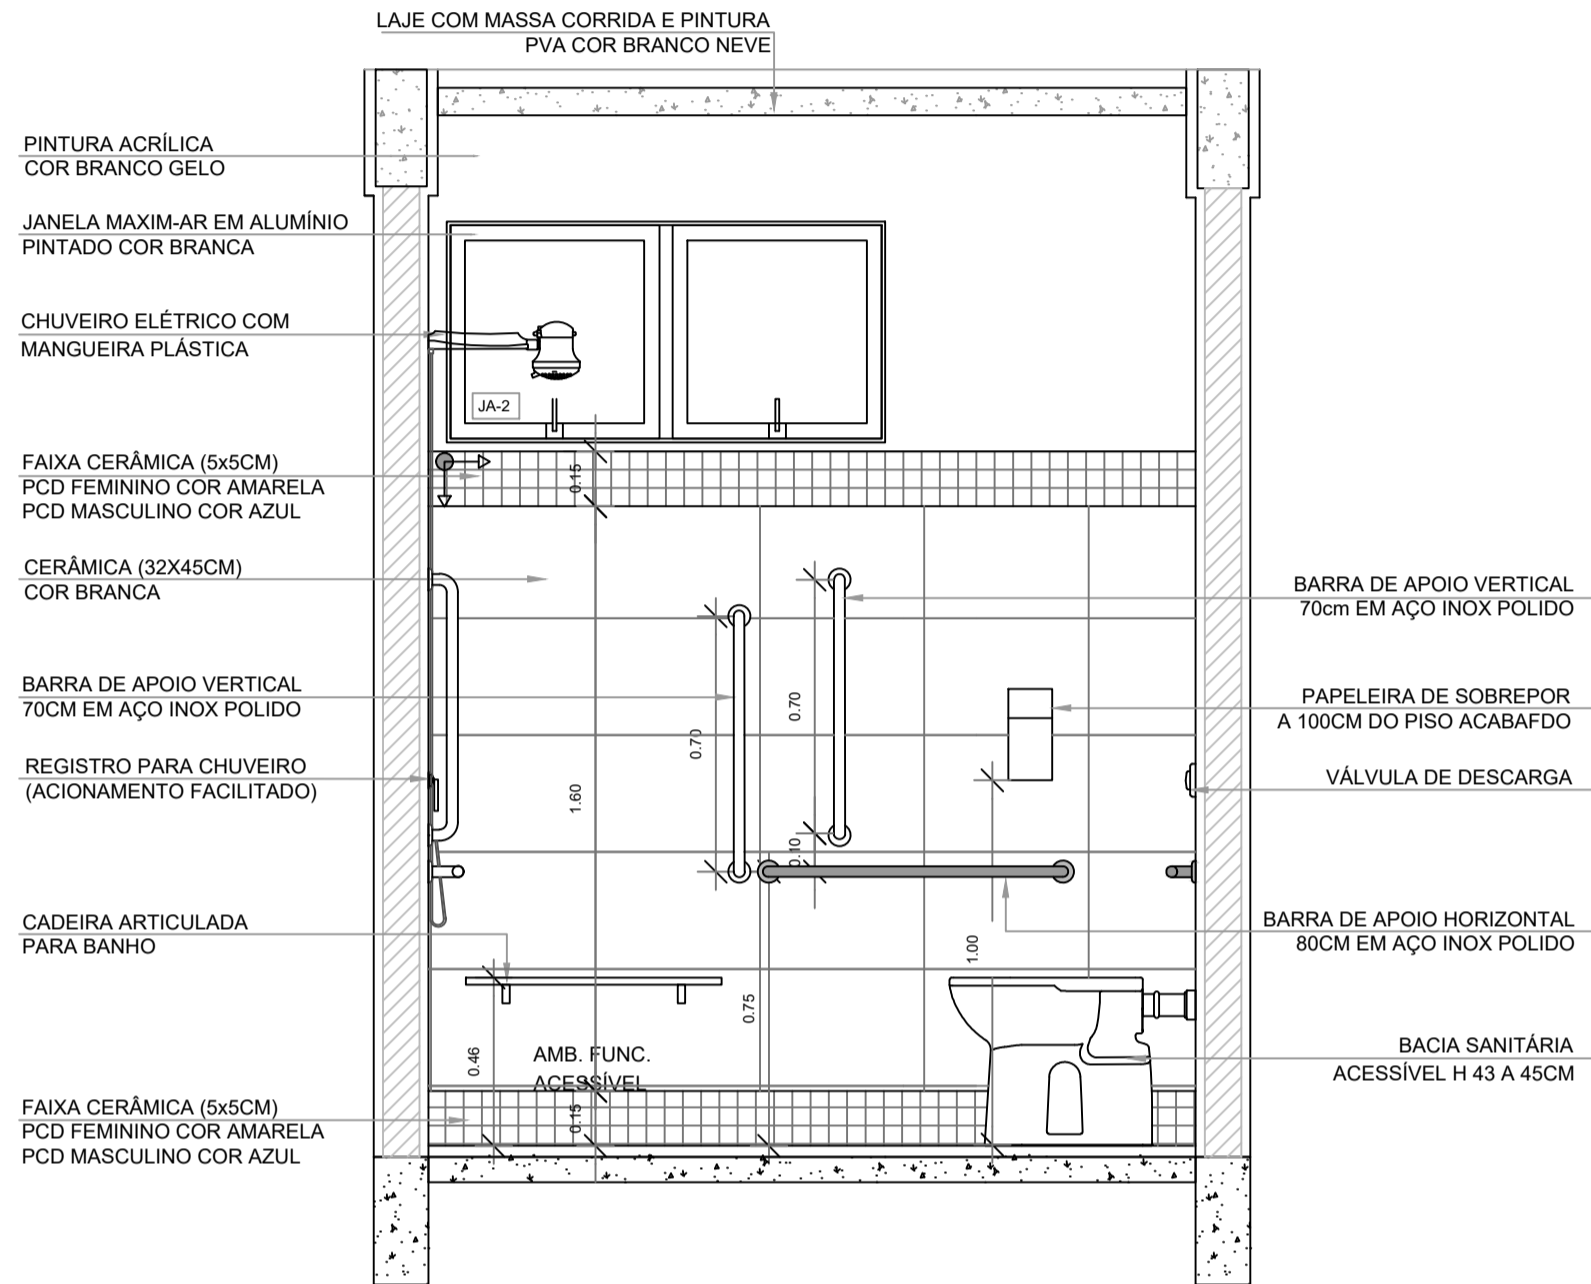 LAJE COM MASSA CORRIDA E PINTURA
PVA COR BRANCO NEVE
PINTURA ACRÍLICA
COR BRANCO GELO
JANELA MAXIM-AR EM ALUMÍNIO
PINTADO COR BRANCA
CHUVEIRO ELÉTRICO COM
MANGUEIRA PLÁSTICA
JA-2
FAIXA CERÂMICA (5x5CM)
PCD FEMININO COR AMARELA
PCD MASCULINO COR AZUL
0.15
CERÂMICA (32X45CM)
COR BRANCA
BARRA DE APOIO VERTICAL
70cm EM AÇO INOX POLIDO
BARRA DE APOIO VERTICAL
70CM EM AÇO INOX POLIDO
0.70
0.70
PAPELEIRA DE SOBREPOR
A 100CM DO PISO ACABAFDO
REGISTRO PARA CHUVEIRO
(ACIONAMENTO FACILITADO)
1.60
VÁLVULA DE DESCARGA
0.10
CADEIRA ARTICULADA
PARA BANHO
BARRA DE APOIO HORIZONTAL
80CM EM AÇO INOX POLIDO
1.00
0.75
0.46
AMB. FUNC.
ACESSÍVEL
BACIA SANITÁRIA
ACESSÍVEL H 43 A 45CM
FAIXA CERÂMICA (5x5CM)
PCD FEMININO COR AMARELA
PCD MASCULINO COR AZUL
0.15